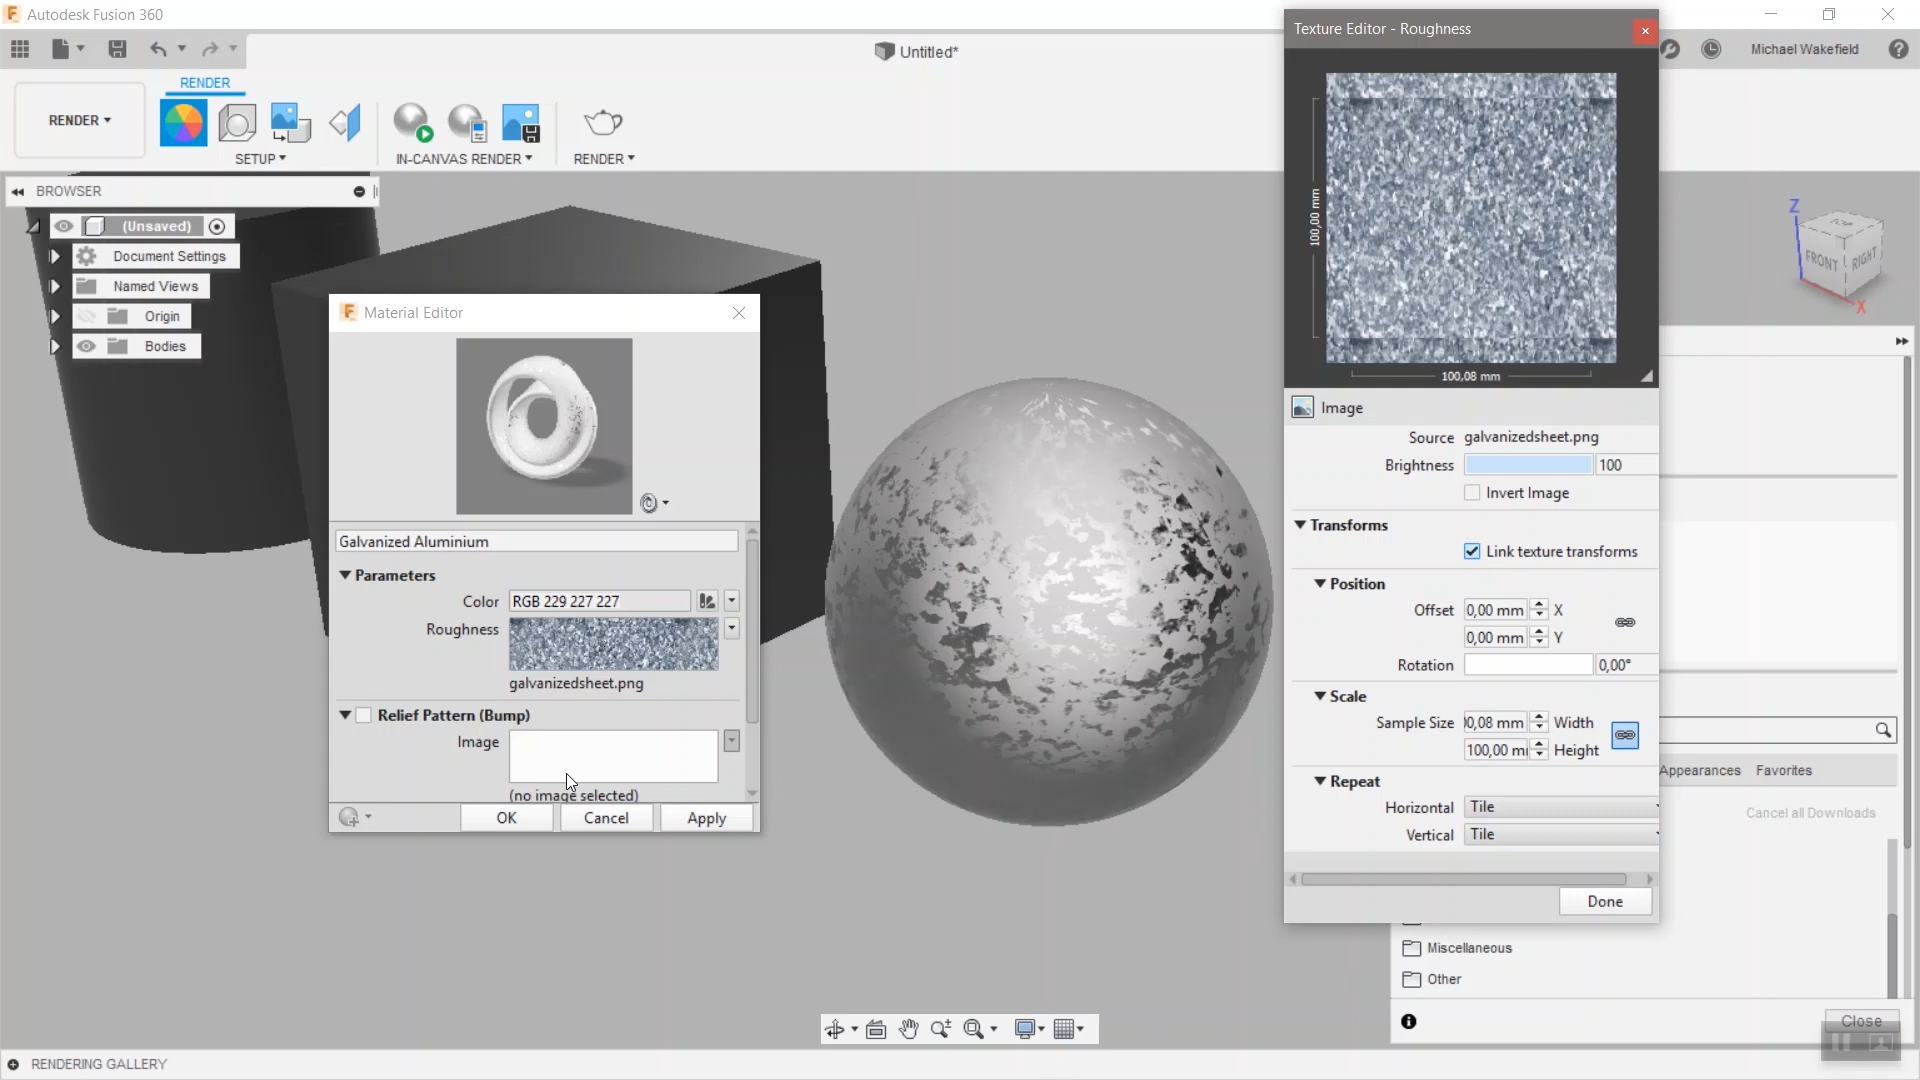 Autodesk Fusion 360
Untitled*
Michael Wakefield
RENDER
RENDER
SETUP
IN-CANVAS RENDER
RENDER
BROWSER
(Unsaved)
Document Settings
Named Views
Origin
Bodies
Material Editor
Galvanized Aluminium
Parameters
Color RGB 229 227 227
Roughness
galvanizedsheet.png
Relief Pattern (Bump)
Image
(no image selected)
OK Cancel Apply
Texture Editor - Roughness
100,00 mm
100,08 mm
Image
Source galvanizedsheet.png
Brightness 100
Invert Image
Transforms
Link texture transforms
Position
Offset 0,00 mm X
0,00 mm Y
Rotation 0,00°
Scale
Sample Size 00,08 mm Width
100,00 m Height
Repeat
Horizontal Tile
Vertical Tile
Done
Z
TOP
FRONT RIGHT
X
Appearances Favorites
Cancel all Downloads
Miscellaneous
Other
Close
RENDERING GALLERY